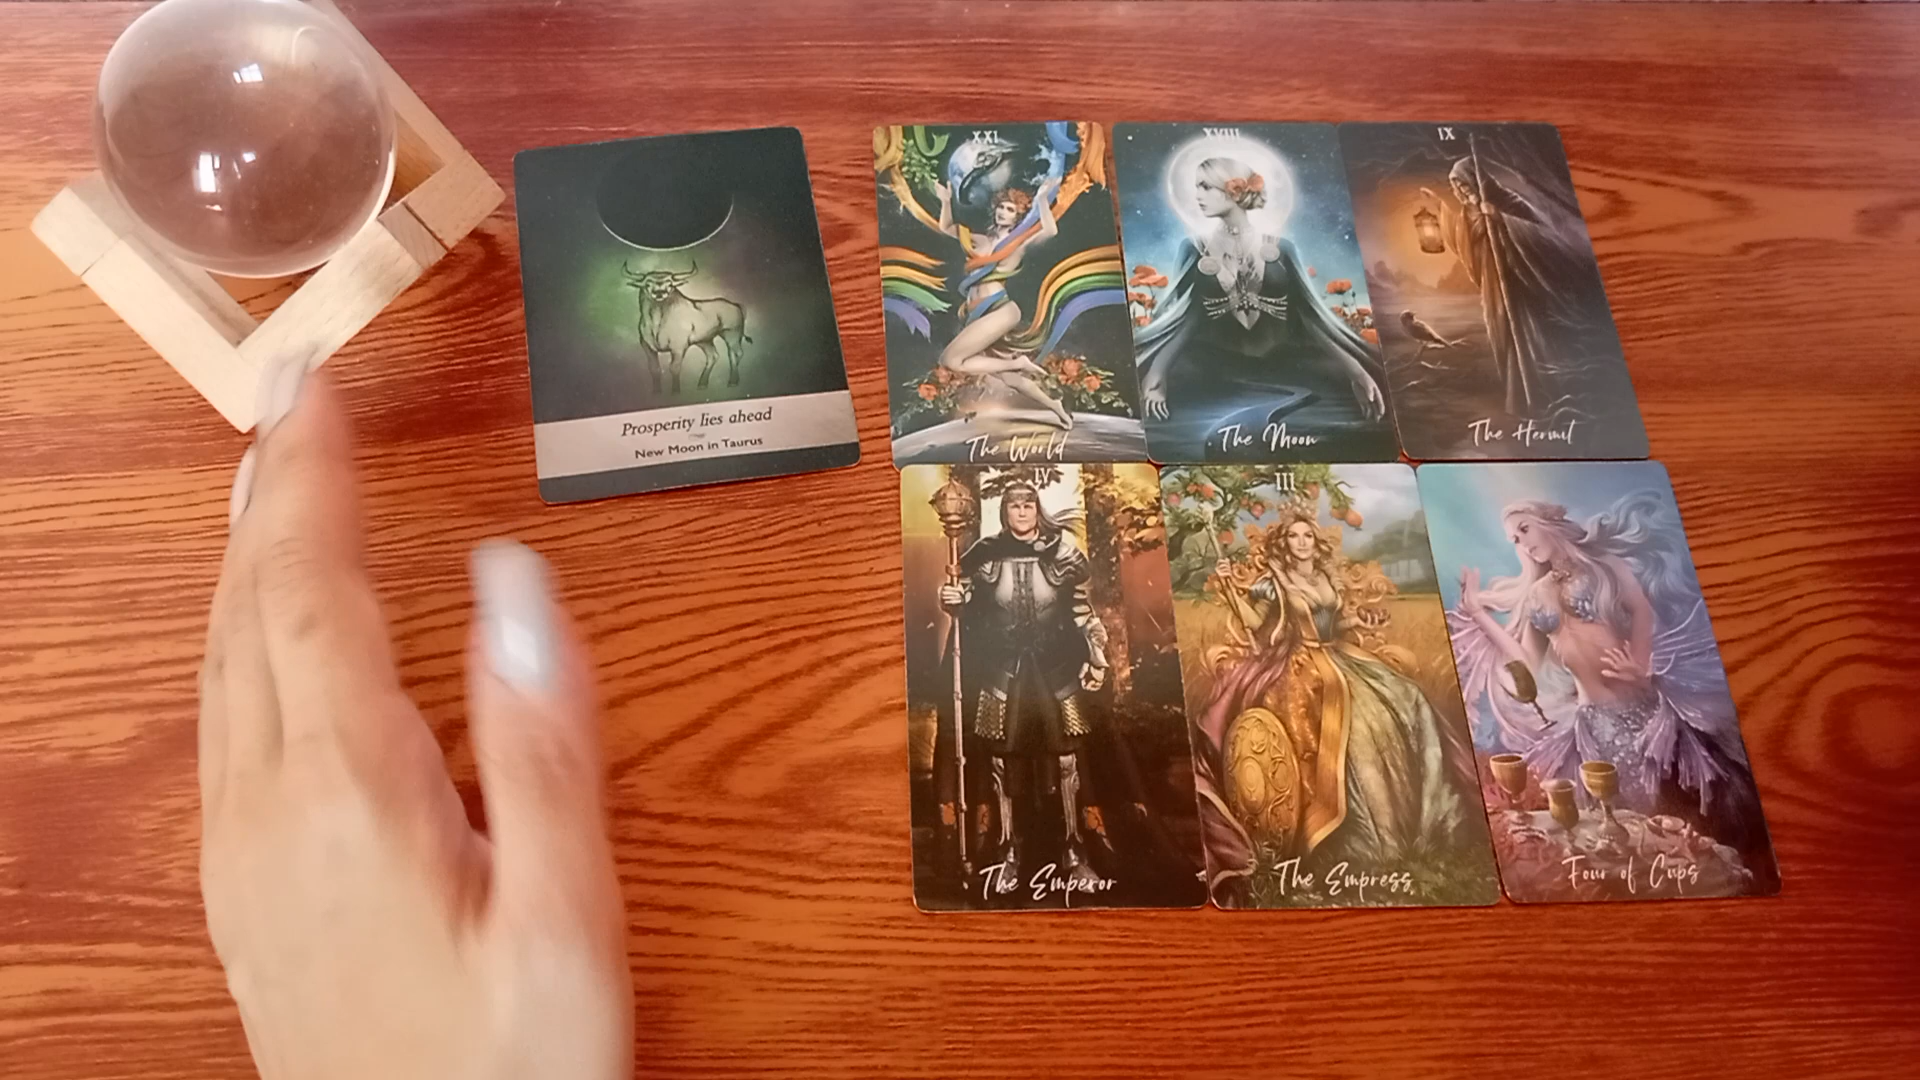 Prosperity lies ahead
New Moon in Taurus
XXI
The World
XVIII
The Moon
IX
The Hermit
IV
The Emperor
III
The Empress
Four of Cups